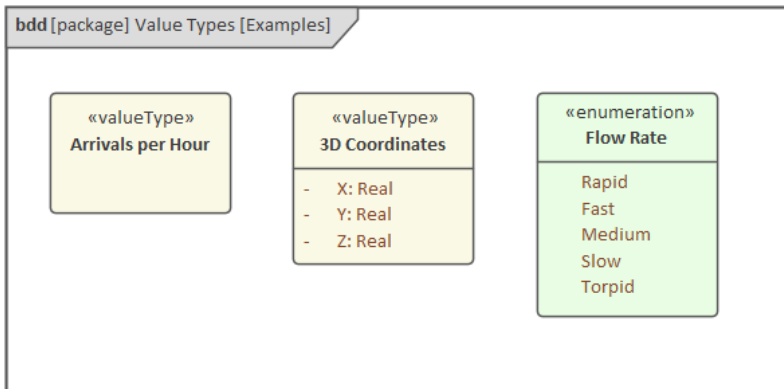 bdd [package] Value Types [Examples]
«valueType»
Arrivals per Hour
«valueType»
3D Coordinates
- X: Real
- Y: Real
- Z: Real
«enumeration»
Flow Rate
Rapid
Fast
Medium
Slow
Torpid